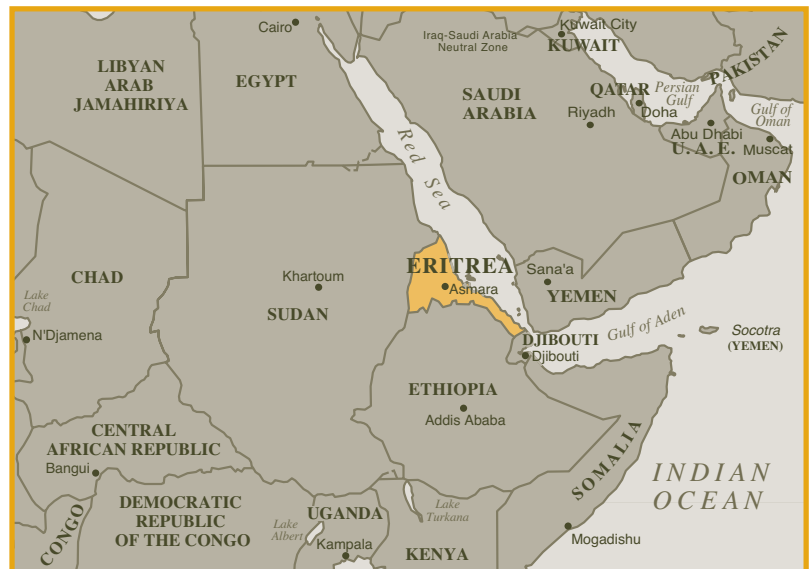 Cairo
Kuwait City
Iraq-Saudi Arabia
Neutral Zone
KUWAIT
PAKISTAN
LIBYAN
ARAB
JAMAHIRIYA
EGYPT
SAUDI
ARABIA
QATAR
Persian
Gulf
Riyadh
Doha
Gulf of
Oman
Abu Dhabi
U. A. E.
Muscat
OMAN
Red Sea
CHAD
Khartoum
ERITREA
Asmara
Sana'a
YEMEN
Lake
Chad
SUDAN
N'Djamena
DJIBOUTI
Djibouti
Gulf of Aden
Socotra
(YEMEN)
ETHIOPIA
Addis Ababa
CENTRAL
AFRICAN REPUBLIC
Bangui
SOMALIA
INDIAN
OCEAN
CONGO
DEMOCRATIC
REPUBLIC
OF THE CONGO
UGANDA
Lake
Albert
Lake
Turkana
Kampala
KENYA
Mogadishu